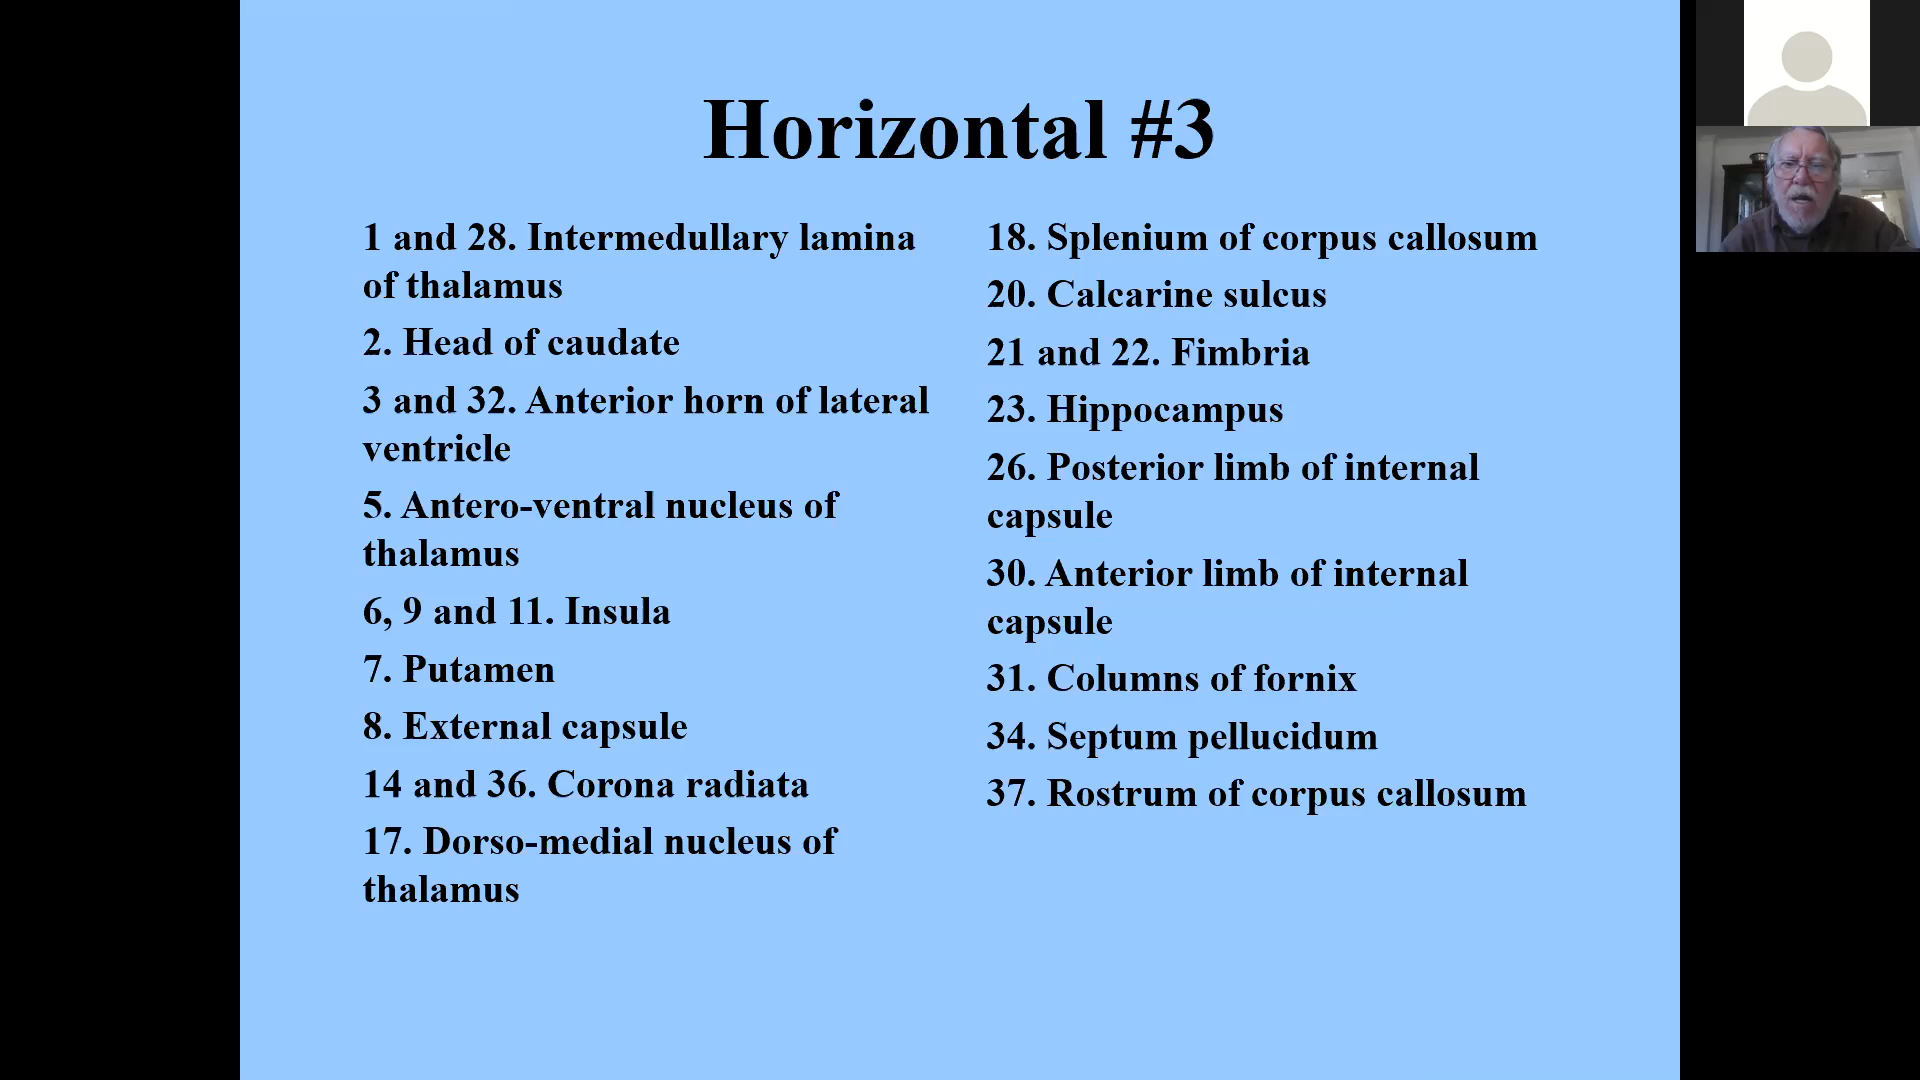 Horizontal #3
1 and 28. Intermedullary lamina
of thalamus
2. Head of caudate
3 and 32. Anterior horn of lateral
ventricle
5. Antero-ventral nucleus of
thalamus
6, 9 and 11. Insula
7. Putamen
8. External capsule
14 and 36. Corona radiata
17. Dorso-medial nucleus of
thalamus
18. Splenium of corpus callosum
20. Calcarine sulcus
21 and 22. Fimbria
23. Hippocampus
26. Posterior limb of internal
capsule
30. Anterior limb of internal
capsule
31. Columns of fornix
34. Septum pellucidum
37. Rostrum of corpus callosum